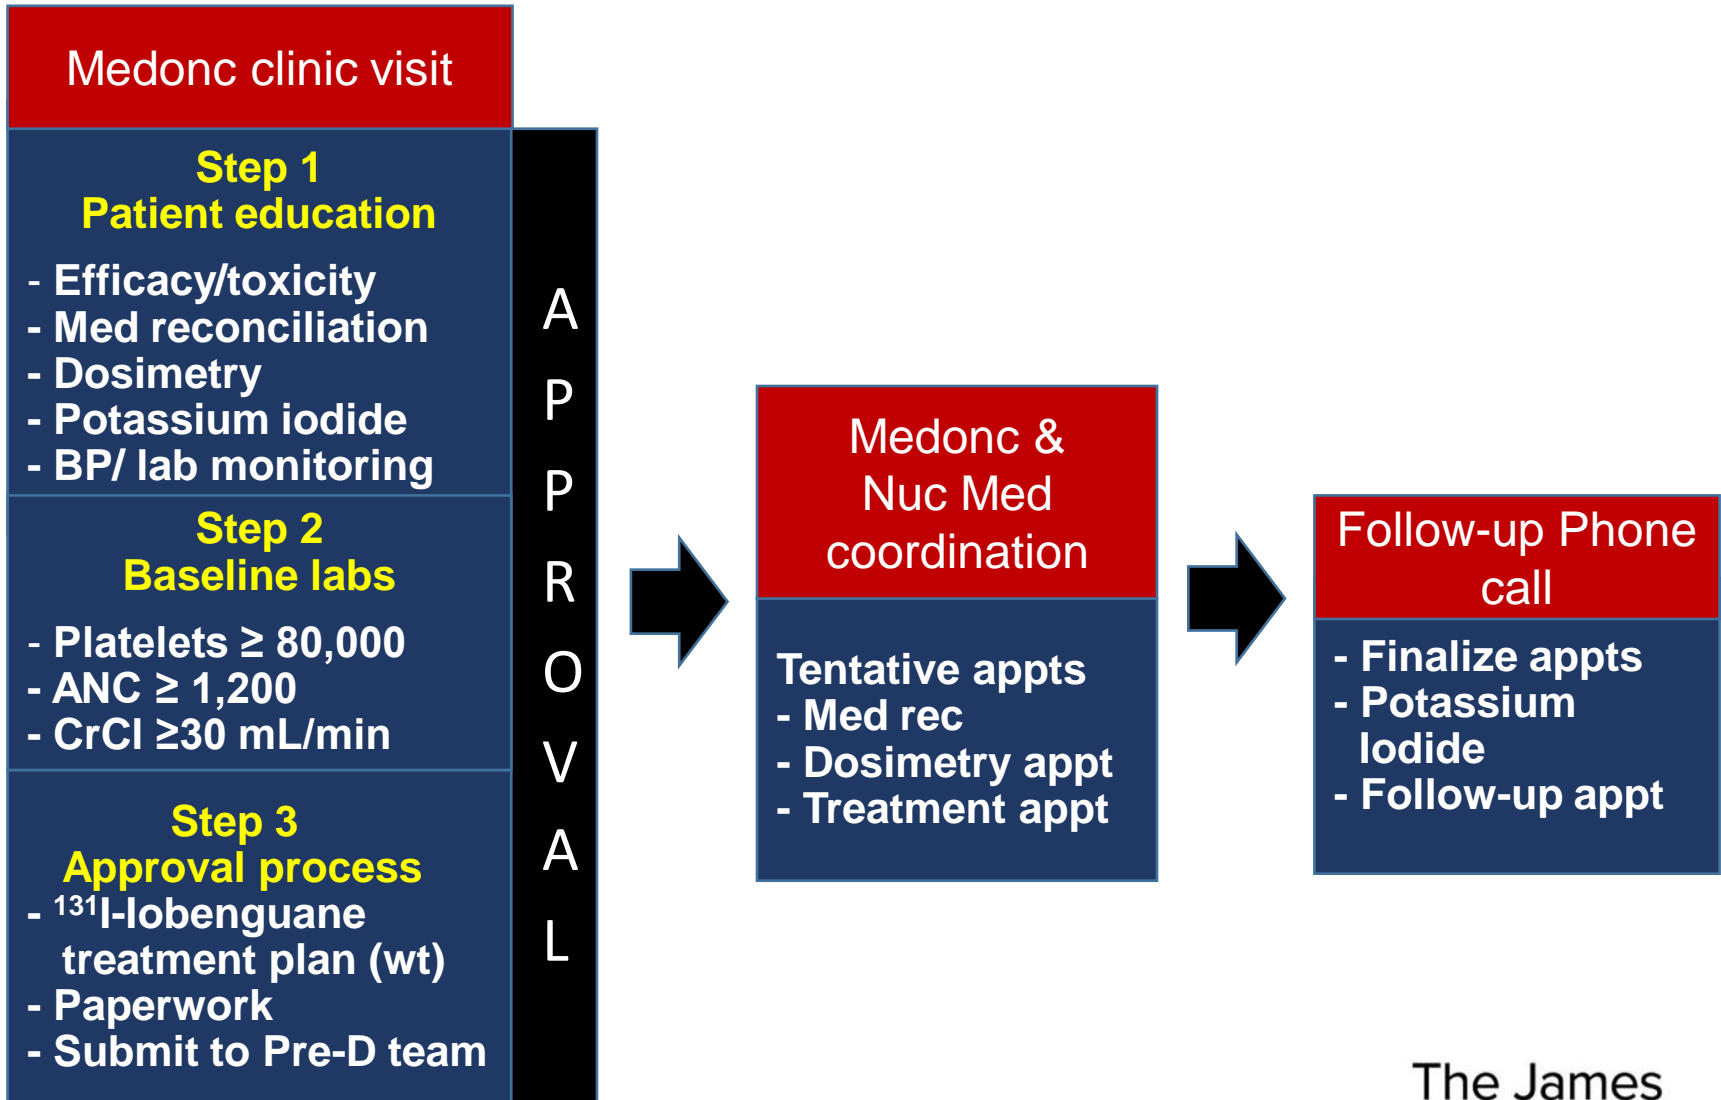 Medonc clinic visit
Step 1
Patient education
- Efficacy/toxicity
- Med reconciliation
- Dosimetry
- Potassium iodide
- BP/ lab monitoring
Step 2
Baseline labs
- Platelets ≥ 80,000
- ANC ≥ 1,200
- CrCl ≥30 mL/min
Step 3
Approval process
- ¹³¹I-Iobenguane
treatment plan (wt)
- Paperwork
- Submit to Pre-D team
A
P
P
R
O
V
A
L
Medonc &
Nuc Med
coordination
Tentative appts
- Med rec
- Dosimetry appt
- Treatment appt
Follow-up Phone
call
- Finalize appts
- Potassium
Iodide
- Follow-up appt
The James